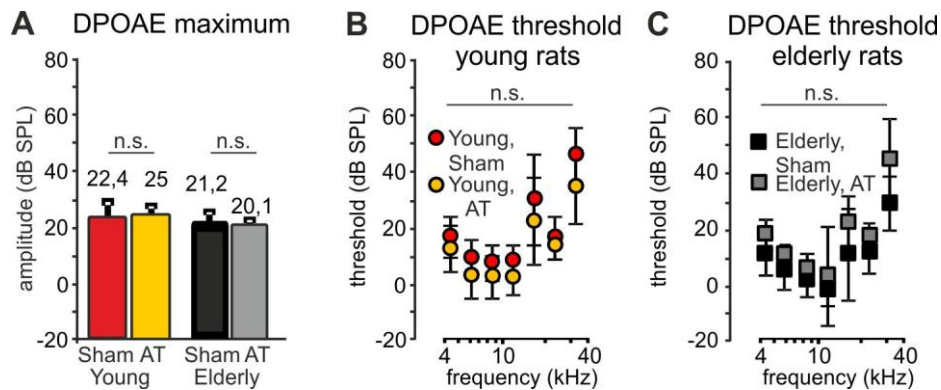 A DPOAE maximum
80
60
40
20
0
-20
amplitude (dB SPL)
n.s.
n.s.
22,4
25
21,2
20,1
Sham AT
Young
Sham AT
Elderly
B DPOAE threshold
young rats
80
60
40
20
0
-20
threshold (dB SPL)
n.s.
Young,
Sham
Young,
AT
4
10
40
frequency (kHz)
C DPOAE threshold
elderly rats
80
60
40
20
0
-20
threshold (dB SPL)
n.s.
Elderly,
Sham
Elderly, AT
4
10
40
frequency (kHz)